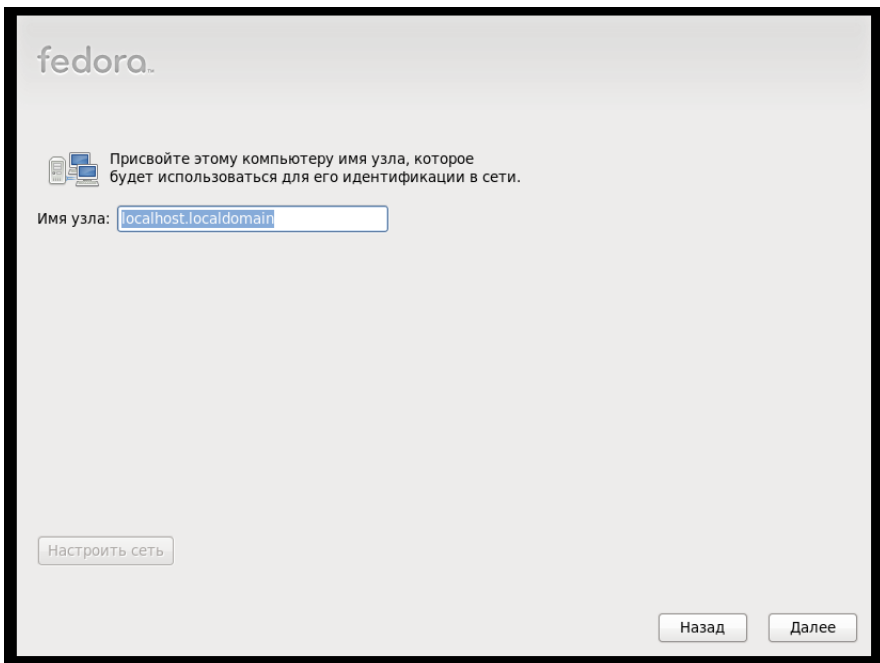 fedora™
Присвойте этому компьютеру имя узла, которое
будет использоваться для его идентификации в сети.
Имя узла: localhost.localdomain
Настроить сеть
Назад Далее